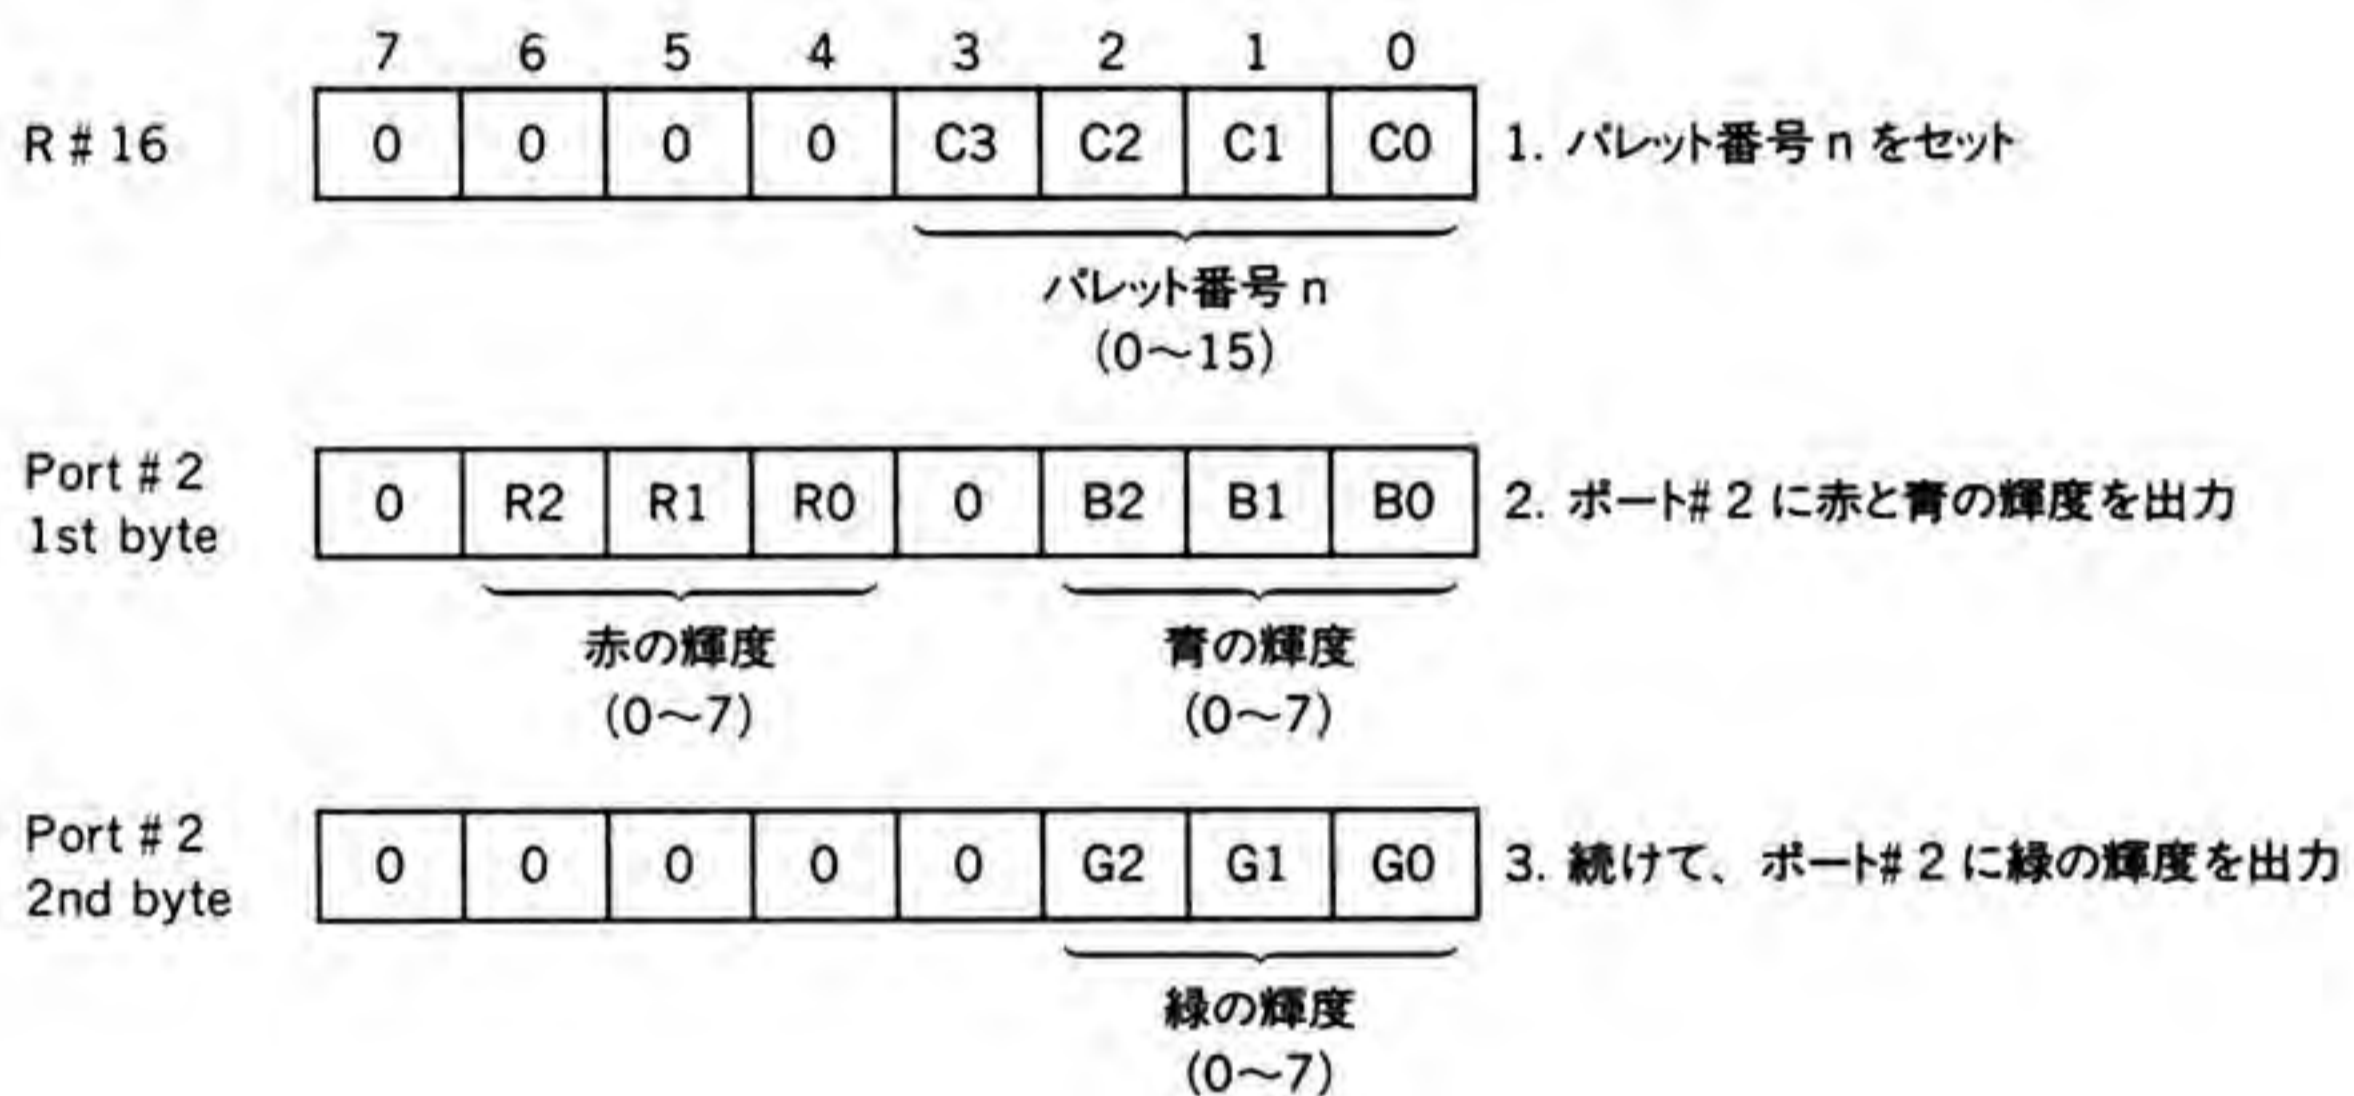 7 6 5 4 3 2 1 0
R#16 0 0 0 0 C3 C2 C1 C0 1. パレット番号 n をセット
パレット番号 n
(0〜15)
Port #2
1st byte
0 R2 R1 R0 0 B2 B1 B0 2. ポート#2 に赤と青の輝度を出力
赤の輝度 青の輝度
(0〜7) (0〜7)
Port #2
2nd byte
0 0 0 0 0 G2 G1 G0 3. 続けて、ポート#2 に緑の輝度を出力
緑の輝度
(0〜7)